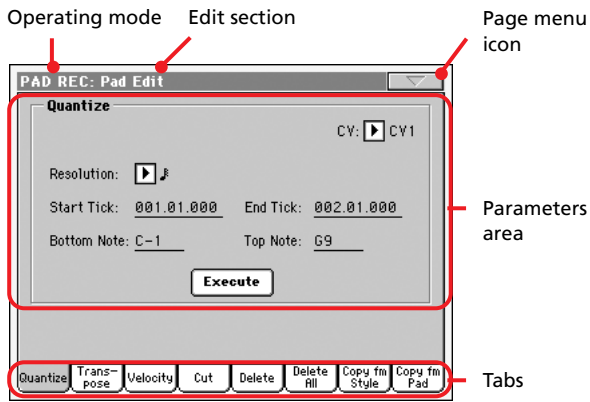 Operating mode Edit section Page menu
icon
PAD REC: Pad Edit
Quantize
CV: CV1
Resolution:
Start Tick: 001.01.000 End Tick: 002.01.000
Parameters
area
Bottom Note: C-1 Top Note: G9
Execute
Quantize Trans-
pose Velocity Cut Delete Delete
All Copy fm
Style Copy fm
Pad
Tabs